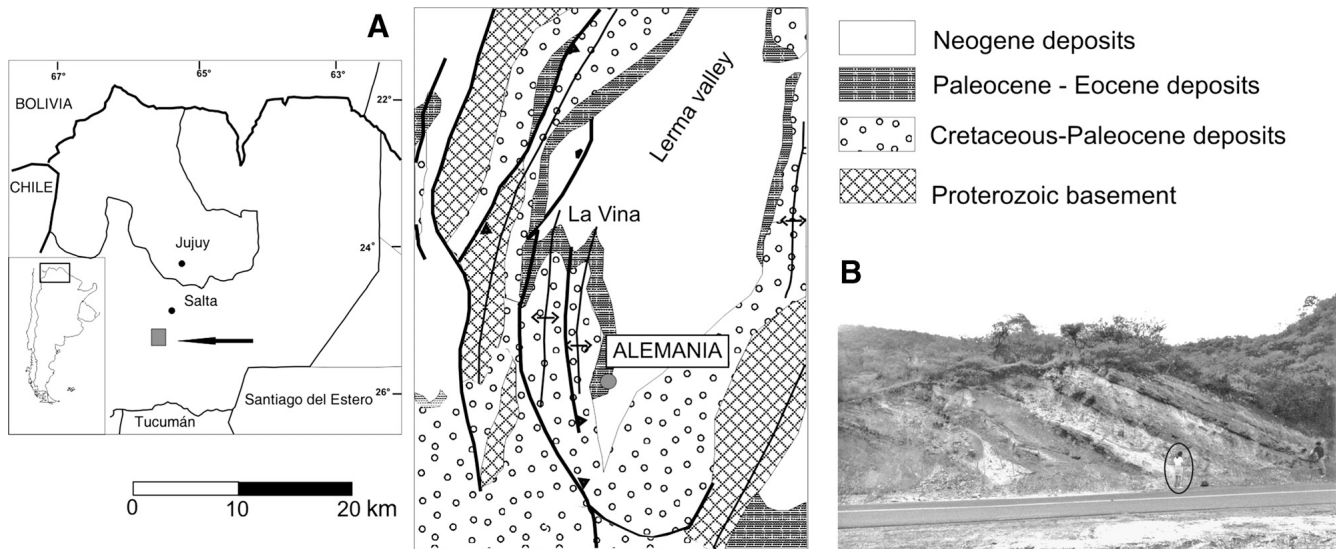 A
67°
65°
63°
BOLIVIA
22°
CHILE
Jujuy
24°
Salta
26°
Santiago del Estero
Tucumán
0
10
20 km
Lerma valley
La Vina
ALEMANIA
Neogene deposits
Paleocene - Eocene deposits
Cretaceous-Paleocene deposits
Proterozoic basement
B